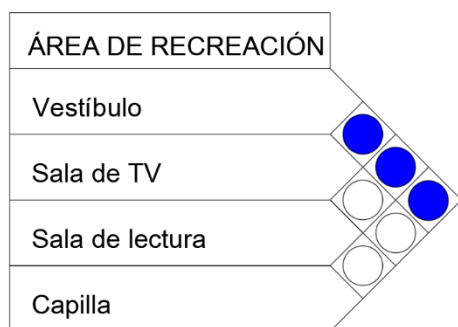 ÁREA DE RECREACIÓN
Vestíbulo
Sala de TV
Sala de lectura
Capilla